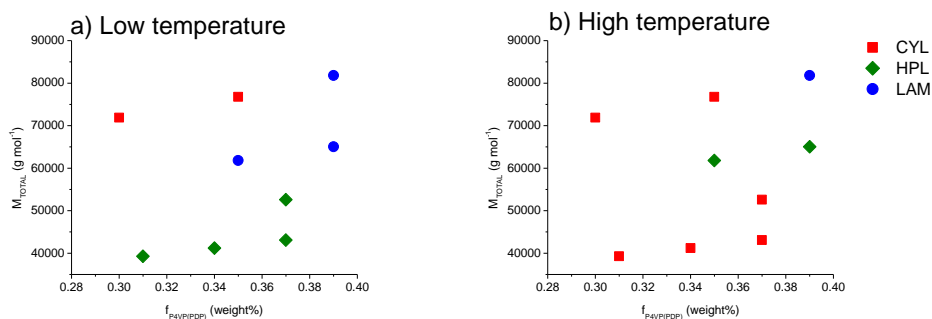 a) Low temperature
90000
80000
70000
60000
50000
40000
M_TOTAL (g mol⁻¹)
0.28 0.30 0.32 0.34 0.36 0.38 0.40
f_P4VP(PDP) (weight%)
b) High temperature
90000
80000
70000
60000
50000
40000
M_TOTAL (g mol⁻¹)
0.28 0.30 0.32 0.34 0.36 0.38 0.40
f_P4VP(PDP) (weight%)
CYL
HPL
LAM